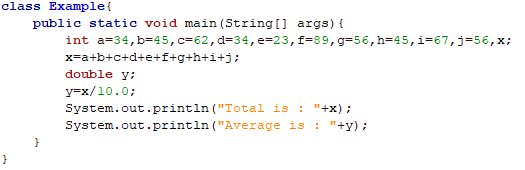 class Example{
public static void main(String[] args){
int a=34,b=45,c=62,d=34,e=23,f=89,g=56,h=45,i=67,j=56,x;
x=a+b+c+d+e+f+g+h+i+j;
double y;
y=x/10.0;
System.out.println("Total is : "+x);
System.out.println("Average is : "+y);
}
}